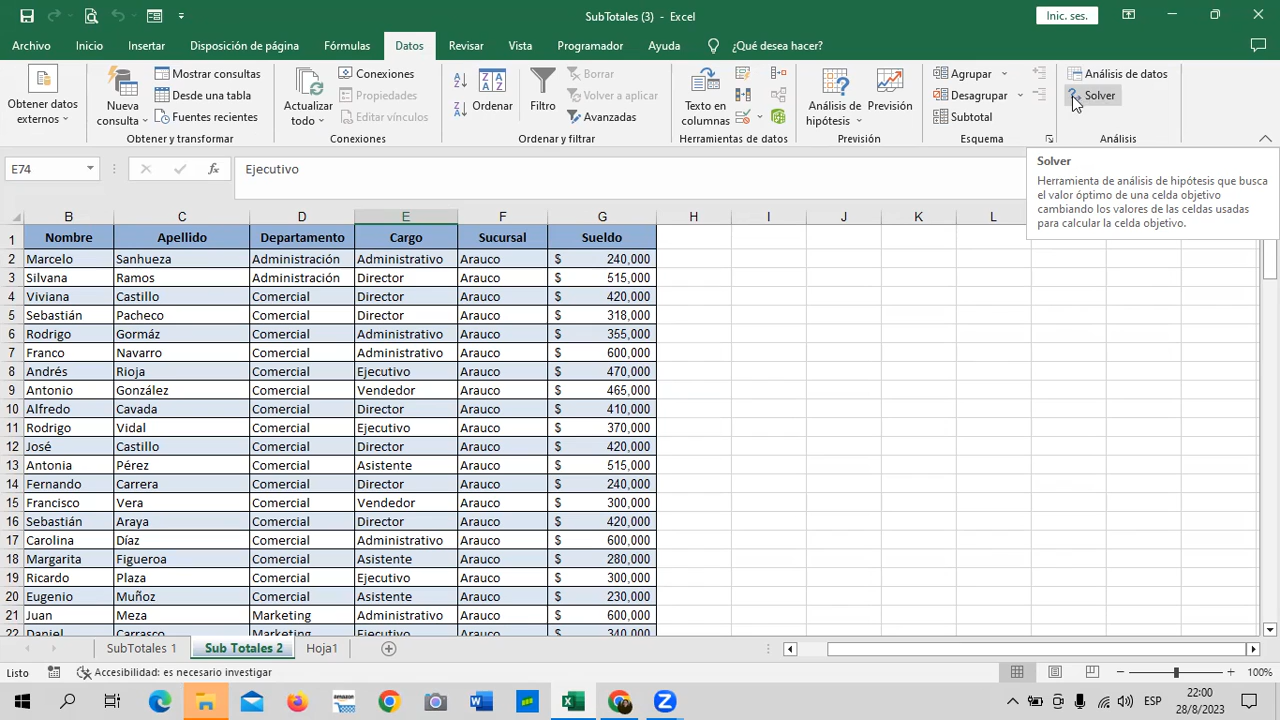 SubTotales (3) - Excel
Inic. ses.
Archivo Inicio Insertar Disposición de página Fórmulas Datos Revisar Vista Programador Ayuda ¿Qué desea hacer?
Obtener datos externos
Nueva consulta
Mostrar consultas
Desde una tabla
Fuentes recientes
Obtener y transformar
Actualizar todo
Conexiones
Propiedades
Editar vínculos
Conexiones
Ordenar
Filtro
Borrar
Volver a aplicar
Avanzadas
Ordenar y filtrar
Texto en columnas
Herramientas de datos
Análisis de hipótesis
Previsión
Previsión
Agrupar
Desagrupar
Subtotal
Esquema
Análisis de datos
Solver
Análisis
E74 fx Ejecutivo
Solver
Herramienta de análisis de hipótesis que busca
el valor óptimo de una celda objetivo
cambiando los valores de las celdas usadas
para calcular la celda objetivo.
B C D E F G H I J K L
1 Nombre Apellido Departamento Cargo Sucursal Sueldo
2 Marcelo Sanhueza Administración Administrativo Arauco $ 240,000
3 Silvana Ramos Administración Director Arauco $ 515,000
4 Viviana Castillo Comercial Director Arauco $ 420,000
5 Sebastián Pacheco Comercial Director Arauco $ 318,000
6 Rodrigo Gormáz Comercial Administrativo Arauco $ 355,000
7 Franco Navarro Comercial Administrativo Arauco $ 600,000
8 Andrés Rioja Comercial Ejecutivo Arauco $ 470,000
9 Antonio González Comercial Vendedor Arauco $ 465,000
10 Alfredo Cavada Comercial Director Arauco $ 410,000
11 Rodrigo Vidal Comercial Ejecutivo Arauco $ 370,000
12 José Castillo Comercial Director Arauco $ 420,000
13 Antonia Pérez Comercial Asistente Arauco $ 515,000
14 Fernando Carrera Comercial Director Arauco $ 240,000
15 Francisco Vera Comercial Vendedor Arauco $ 300,000
16 Sebastián Araya Comercial Director Arauco $ 420,000
17 Carolina Díaz Comercial Administrativo Arauco $ 600,000
18 Margarita Figueroa Comercial Asistente Arauco $ 280,000
19 Ricardo Plaza Comercial Ejecutivo Arauco $ 300,000
20 Eugenio Muñoz Comercial Asistente Arauco $ 230,000
21 Juan Meza Marketing Administrativo Arauco $ 600,000
22 Daniel Carrasco Marketing Ejecutivo Arauco $ 340,000
SubTotales 1 Sub Totales 2 Hoja1
Listo Accesibilidad: es necesario investigar 100%
ESP 22:00
28/8/2023